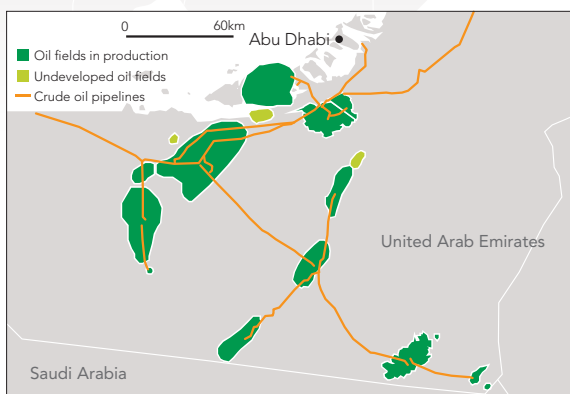 0 60km
Abu Dhabi
Oil fields in production
Undeveloped oil fields
Crude oil pipelines
United Arab Emirates
Saudi Arabia